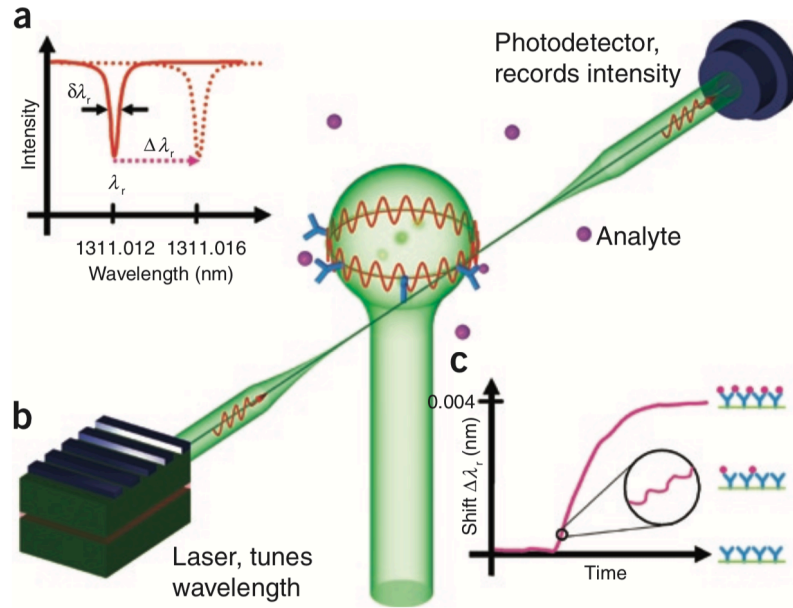 a
Intensity
δλr
Δλr
λr
1311.012 1311.016
Wavelength (nm)
Photodetector,
records intensity
Analyte
b
Laser, tunes
wavelength
c
0.004
Shift Δλr (nm)
Time